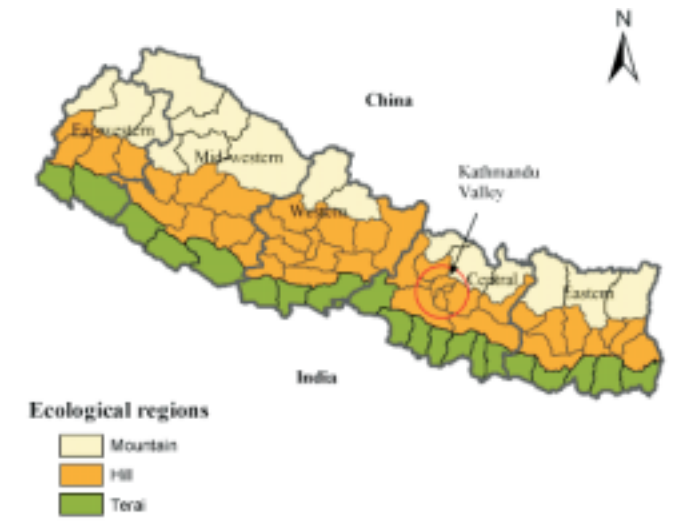 N
China
Far-western
Mid-western
Kathmandu
Valley
Western
Central
Eastern
India
Ecological regions
Mountain
Hill
Terai